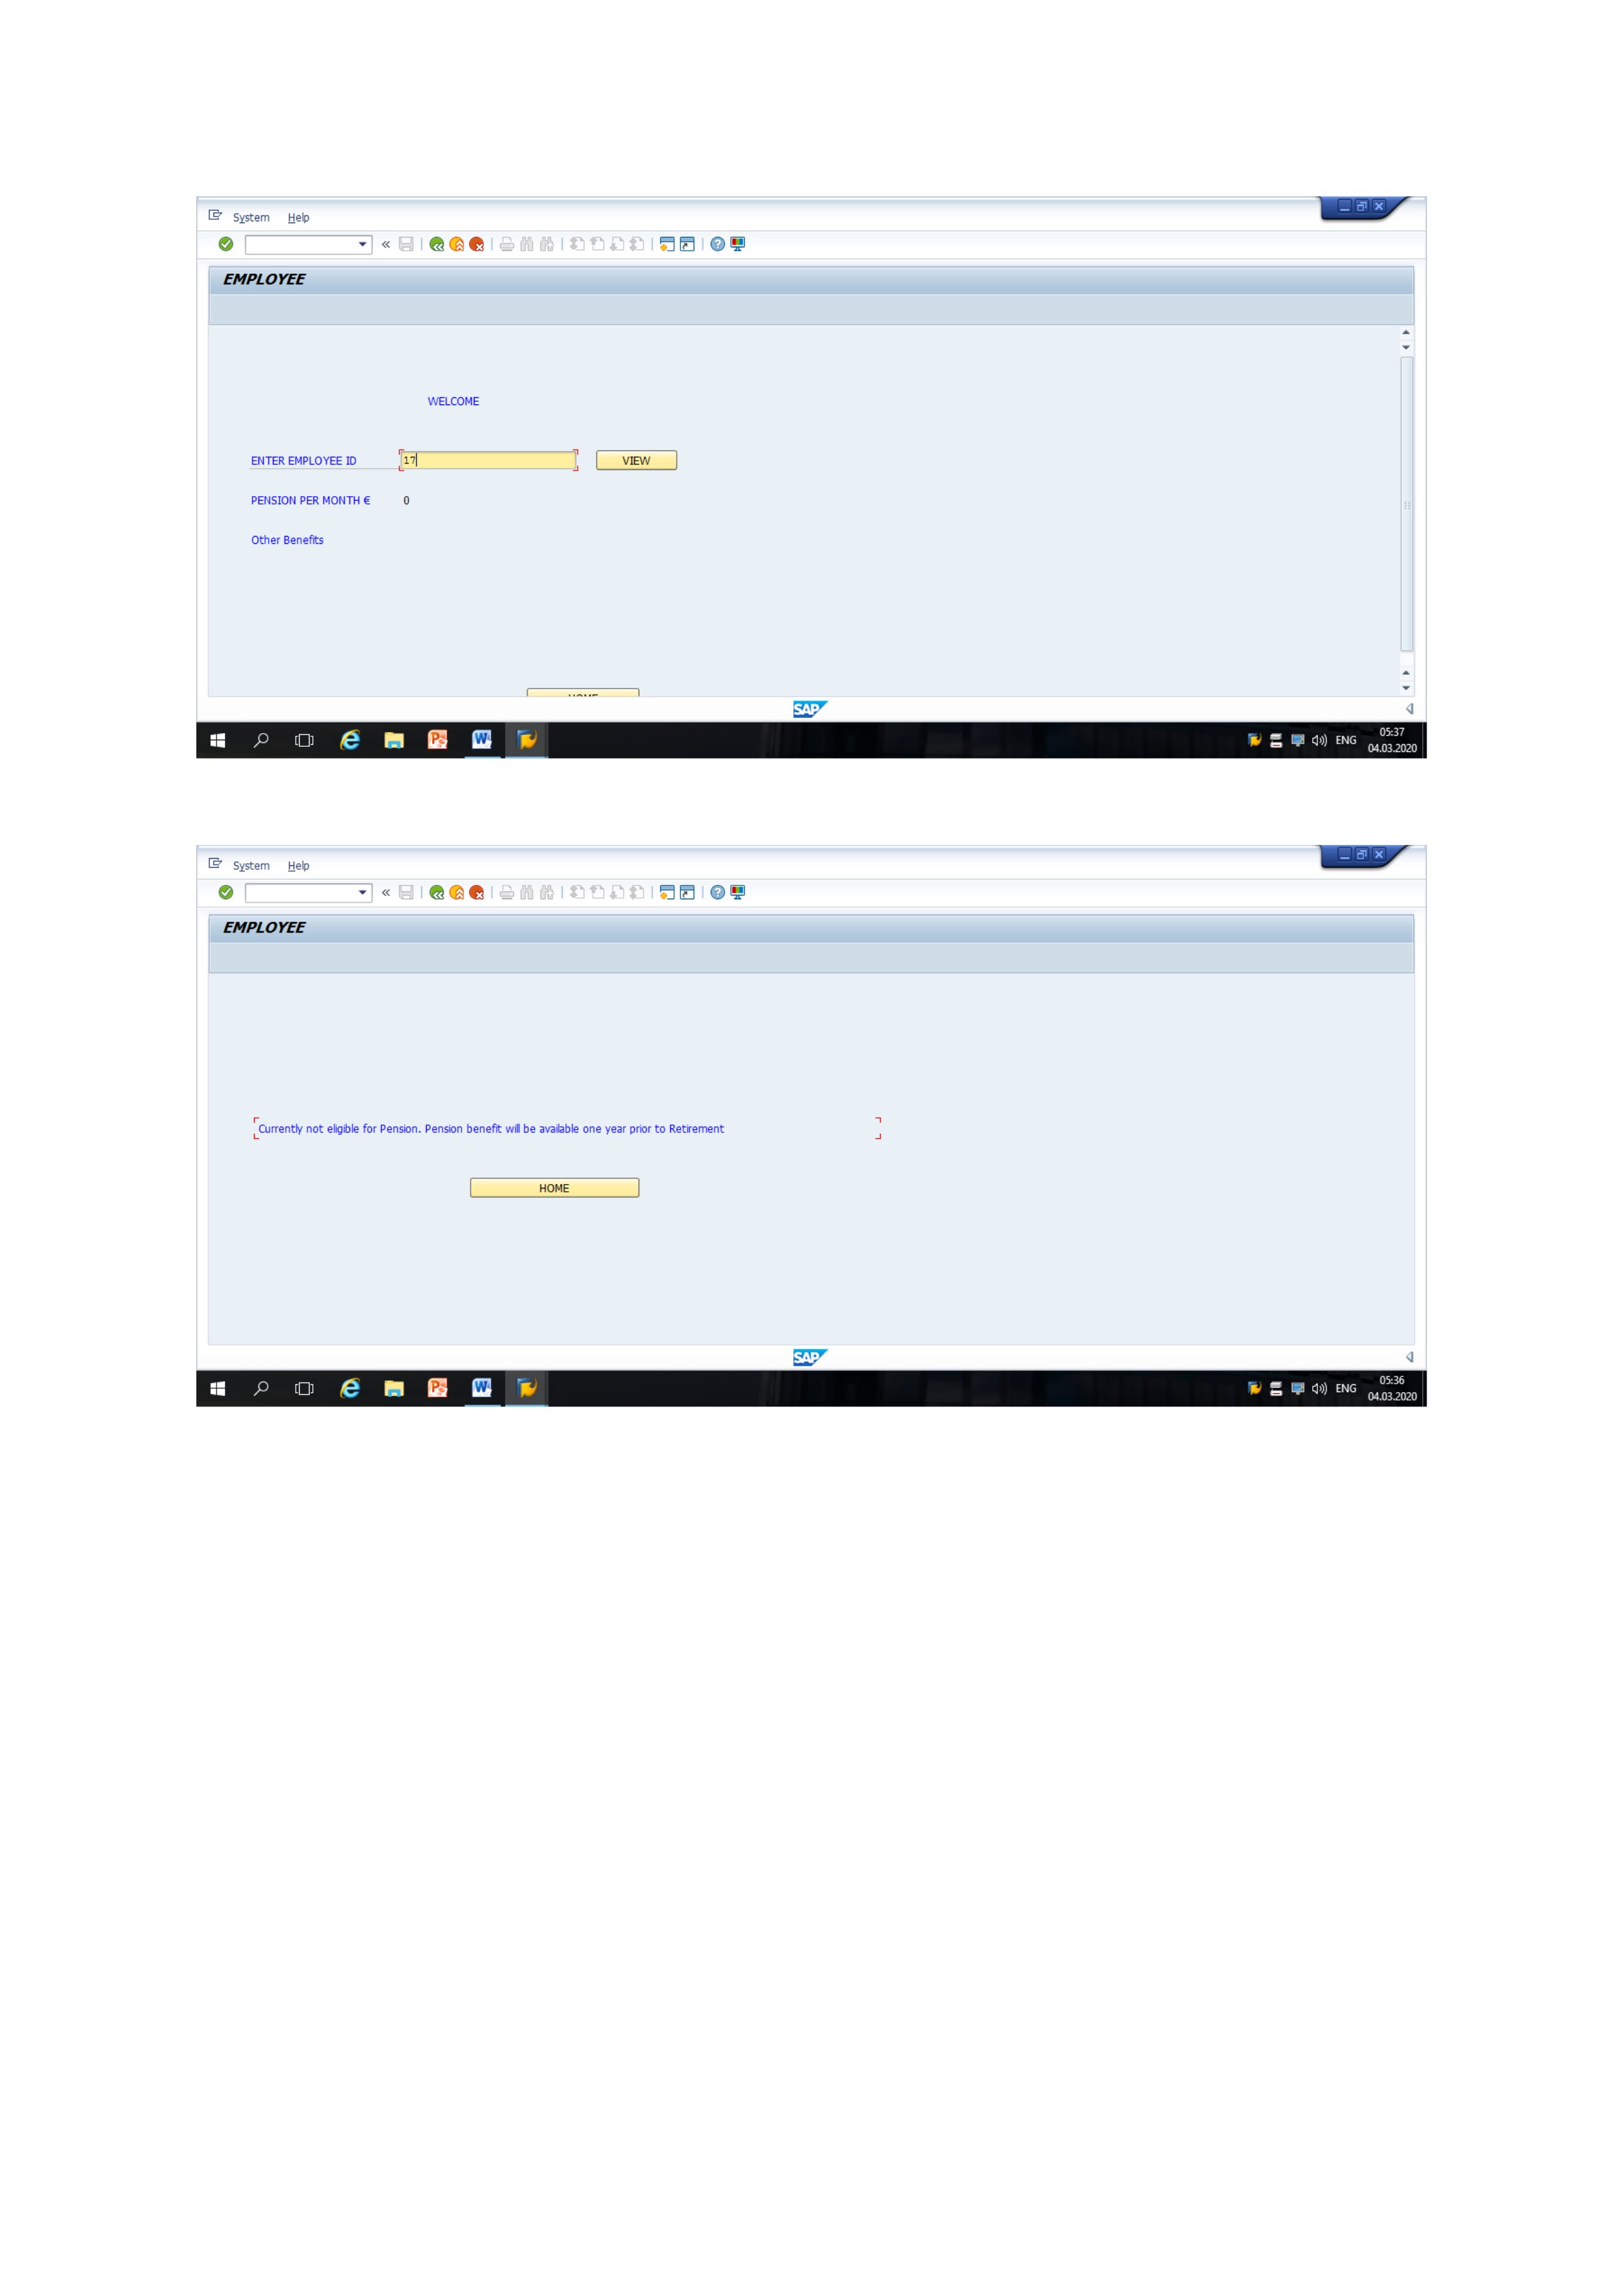 System Help
EMPLOYEE
WELCOME
ENTER EMPLOYEE ID 17 VIEW
PENSION PER MONTH € 0
Other Benefits
HOME
SAP
ENG 05:37
04.03.2020
System Help
EMPLOYEE
Currently not eligible for Pension. Pension benefit will be available one year prior to Retirement
HOME
SAP
ENG 05:36
04.03.2020